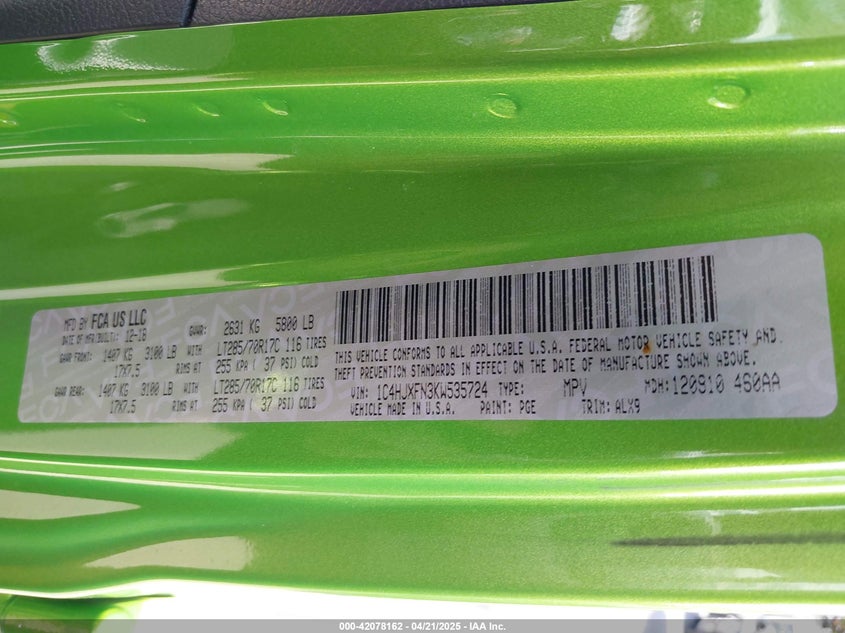 MFD BY FCA US LLC
DATE OF MFR(BUILT): 12-18 GVWR: 2631 KG 5800 LB
GAWR FRONT: 1407 KG 3100 LB WITH LT285/70R17C 116 TIRES
17X7.5 RIMS AT 255 KPA ( 37 PSI) COLD
GAWR REAR: 1407 KG 3100 LB WITH LT285/70R17C 116 TIRES
17X7.5 RIMS AT 255 KPA ( 37 PSI) COLD
THIS VEHICLE CONFORMS TO ALL APPLICABLE U.S.A. FEDERAL MOTOR VEHICLE SAFETY AND
THEFT PREVENTION STANDARDS IN EFFECT ON THE DATE OF MANUFACTURE SHOWN ABOVE.
VIN: 1C4HJXFN3KW535724 TYPE: MPV MDH: 120810 460AA
VEHICLE MADE IN U.S.A. PAINT: PGE TRIM: ALX9
000-42078162 - 04/21/2025 - IAA Inc.